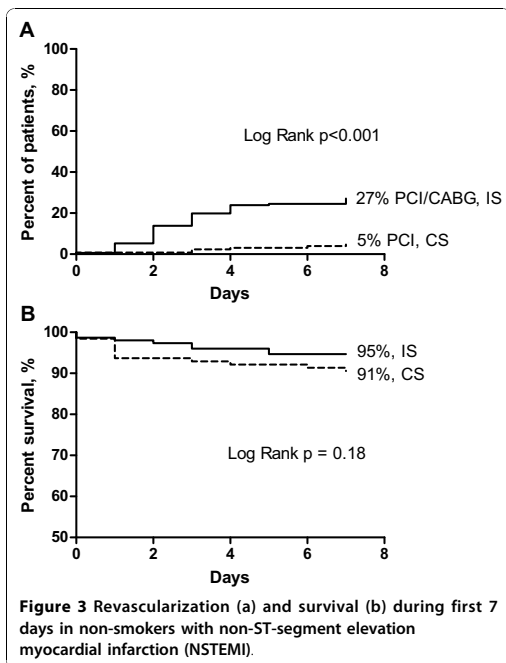 A
Percent of patients, %
100
80
60
40
20
0
Log Rank p<0.001
27% PCI/CABG, IS
5% PCI, CS
0 2 4 6 8
Days
B
Percent survival, %
100
90
80
70
60
50
95%, IS
91%, CS
Log Rank p = 0.18
0 2 4 6 8
Days
Figure 3 Revascularization (a) and survival (b) during first 7
days in non-smokers with non-ST-segment elevation
myocardial infarction (NSTEMI).